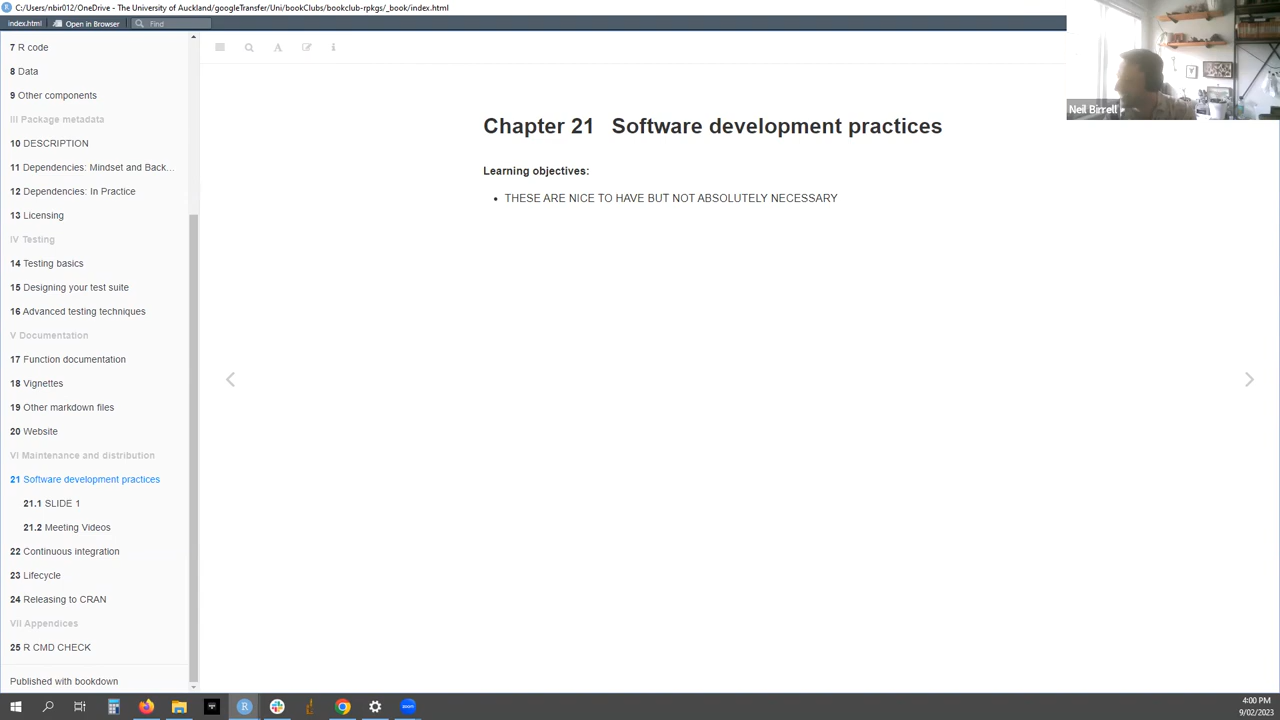 C:/Users/nbir012/OneDrive - The University of Auckland/googleTransfer/Uni/bookClubs/bookclub-rpkgs/_book/index.html
index.html
Open in Browser
Find
7 R code
8 Data
9 Other components
III Package metadata
10 DESCRIPTION
11 Dependencies: Mindset and Back...
12 Dependencies: In Practice
13 Licensing
IV Testing
14 Testing basics
15 Designing your test suite
16 Advanced testing techniques
V Documentation
17 Function documentation
18 Vignettes
19 Other markdown files
20 Website
VI Maintenance and distribution
21 Software development practices
21.1 SLIDE 1
21.2 Meeting Videos
22 Continuous integration
23 Lifecycle
24 Releasing to CRAN
VII Appendices
25 R CMD CHECK
Published with bookdown
Chapter 21 Software development practices
Learning objectives:
• THESE ARE NICE TO HAVE BUT NOT ABSOLUTELY NECESSARY
Neil Birrell
4:00 PM
9/02/2023